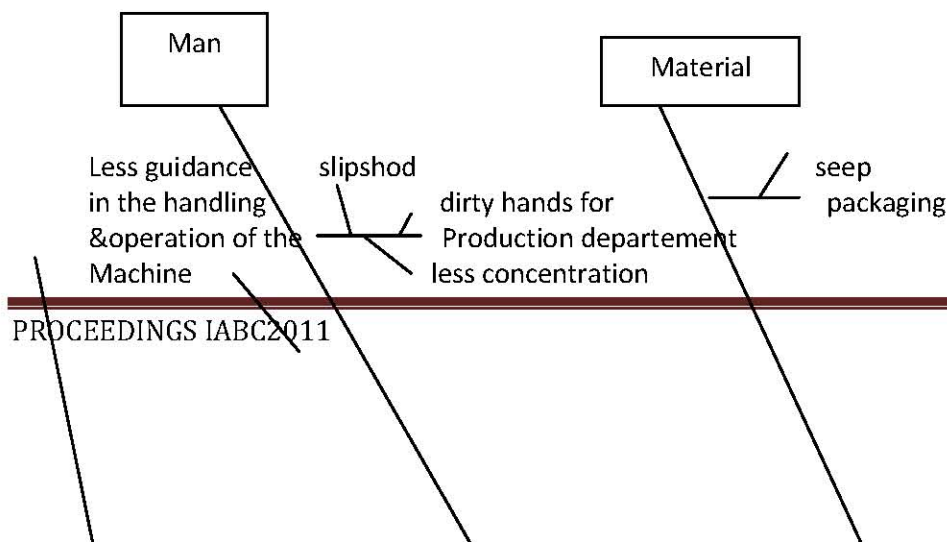 Man
Material
Less guidance
in the handling
&operation of the
Machine
slipshod
dirty hands for
Production departement
less concentration
seep
packaging
PROCEEDINGS IABC2011